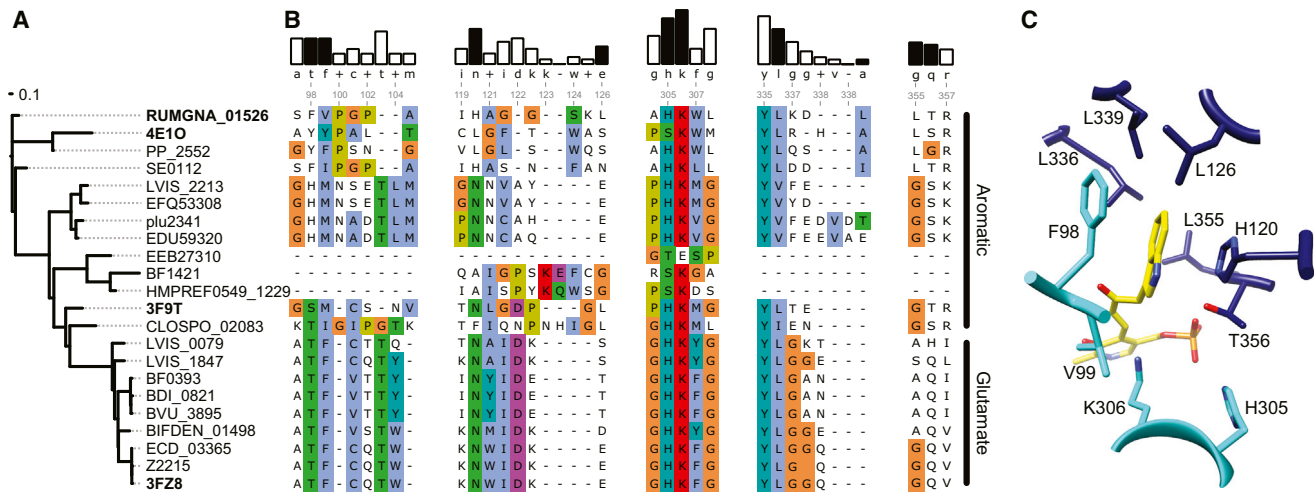 A
B
C
a t f + c + t + m i n + i d k k - w + e g h k f g y l g g + v - a g q r
0.1
98 100 102 104 119 121 122 124 126 305 307 335 337 338 338 355 357
RUMGNA_01526 S F V P G P - - A I H A G - G - - S K L A H K W L Y L K D - - - L L T R
4E1O A Y Y P A L - - T C L G F - T - - W A S P S K W M Y L R - H - - A L T R
PP_2552 G Y F P S N - - G V L G L - S - - W Q S A H K W L Y L Q S - - - A L G R
SE0112 S F I P G P - - A I H A S - N - - F A N A H K L L Y L K D - - - I L T R
LVIS_2213 G H M N S E T L M G N N V A Y - - - - E P H K M G Y V F E - - - - G S K
EFQ53308 G H M N S E T L M G N N V A Y - - - - E P H K M G Y V Y D - - - - G S K
plu2341 G H M N A D T L M P N N C A H - - - - E P H K V G Y V F E D V D T G S K
EDU59320 G H M N A D T L M P N N C A Q - - - - E P H K V G Y V F E E V A E G S K
EEB27310 - - - - - - - - - - - - - - - - - - - - G T E S P - - - - - - - - - - -
BF1421 - - - - - - - - - Q A I G P S K E F C G R S K G A - - - - - - - - - - -
HMPREF0549_1229 - - - - - - - - - I A I S P Y K Q W S G P S K D S - - - - - - - - - - -
3F9T G S M - C S - N V T N L G D P - - - G L P H K M G Y L T E - - - - G T R
CLOSPO_02083 K T I G I P G T K T F I Q N P N H I G L G H K M L Y I E N - - - - G S R
LVIS_0079 A T F - C T T Q - T N A I D K - - - - S G H K F G Y L G K T - - - A H I
LVIS_1847 A T F - C T T Y - K N A I D K - - - - S G H K Y G Y L G G E - - - S Q L
BF0393 A T F - V T T Y - I N Y I D E - - - - T G H K F G Y L G A N - - - A Q I
BDI_0821 A T F - V T T Y - I N Y I D E - - - - T G H K F G Y L G A N - - - A Q I
BVU_3895 A T F - V T T Y - I N Y I D E - - - - T G H K F G Y L G A N - - - A Q I
BIFDEN_01498 A T F - V S T W - K N M I D K - - - - D G H K Y G Y L G G E - - - A Q V
ECD_03365 A T F - C Q T W - K N W I D K - - - - E G H K F G Y L G G Q - - - G Q V
Z2215 A T F - C Q T W - K N W I D K - - - - E G H K F G Y L G G Q - - - G Q V
3FZ8 A T F - C Q T W - K N W I D K - - - - E G H K F G Y L G G Q - - - G Q V
Aromatic
Glutamate
L339
L336
L126
F98
L355
H120
T356
V99
K306
H305